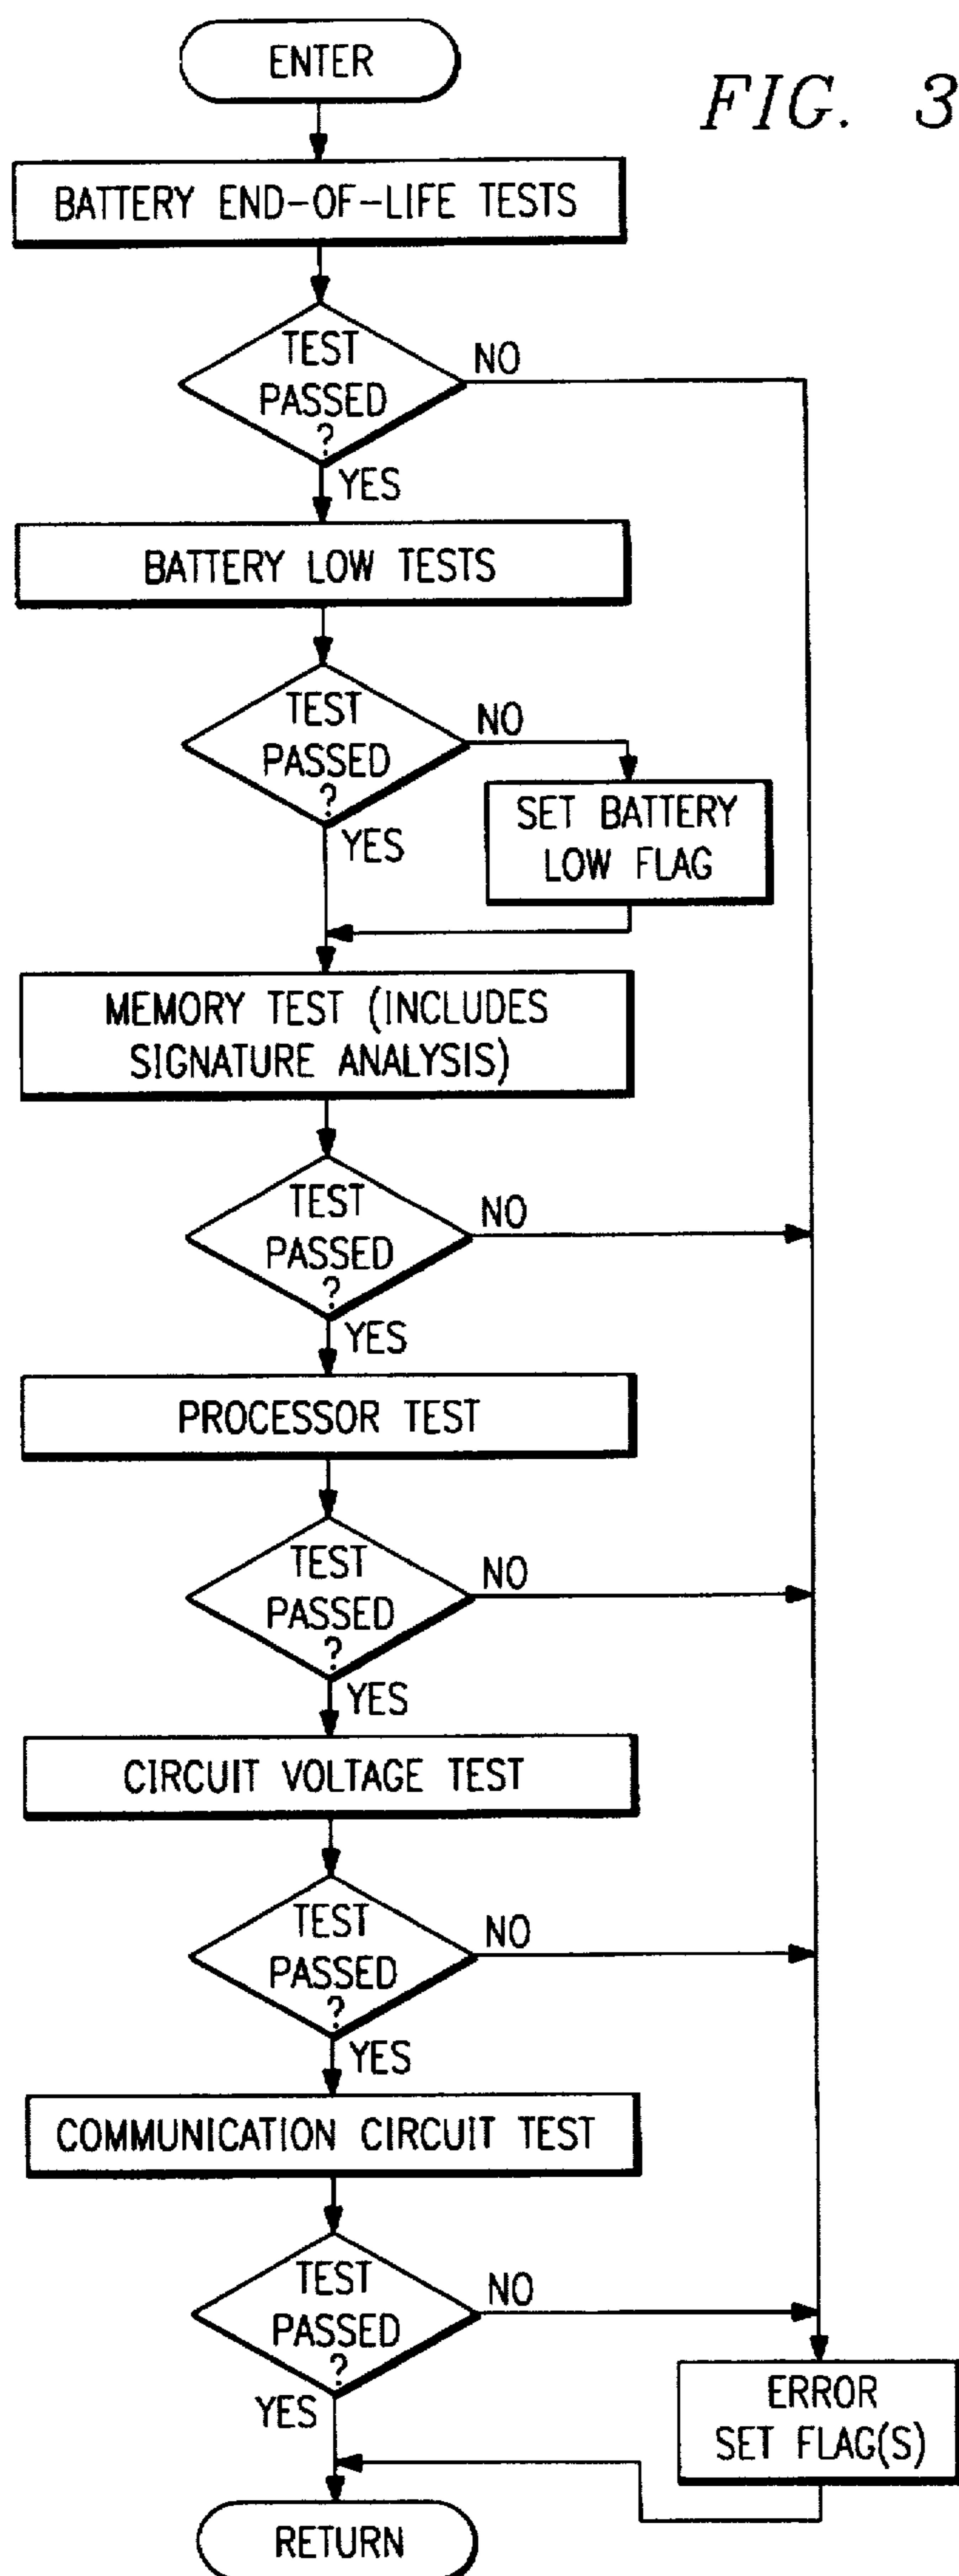 ENTER
FIG. 3
BATTERY END-OF-LIFE TESTS
TEST
PASSED
?
NO
YES
BATTERY LOW TESTS
TEST
PASSED
?
NO
YES
SET BATTERY
LOW FLAG
MEMORY TEST (INCLUDES
SIGNATURE ANALYSIS)
TEST
PASSED
?
NO
YES
PROCESSOR TEST
TEST
PASSED
?
NO
YES
CIRCUIT VOLTAGE TEST
TEST
PASSED
?
NO
YES
COMMUNICATION CIRCUIT TEST
TEST
PASSED
?
NO
YES
ERROR
SET FLAG(S)
RETURN